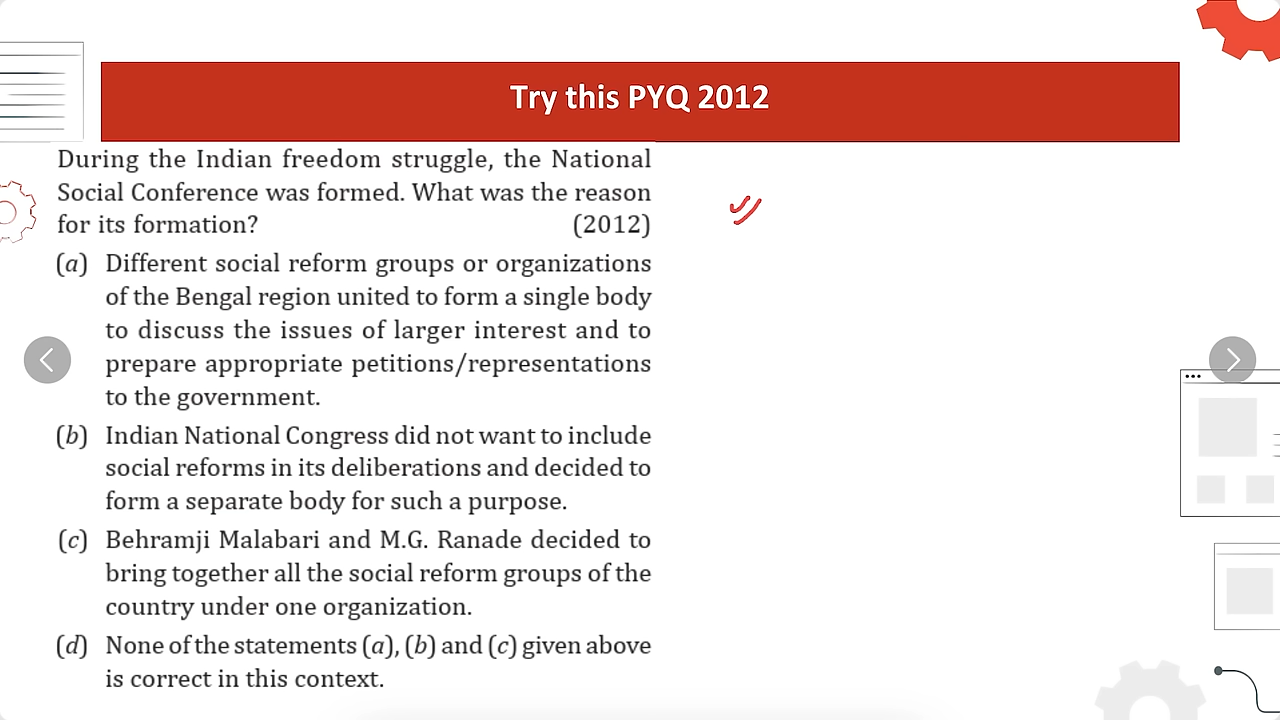 Try this PYQ 2012
During the Indian freedom struggle, the National
Social Conference was formed. What was the reason
for its formation? (2012)
(a) Different social reform groups or organizations
of the Bengal region united to form a single body
to discuss the issues of larger interest and to
prepare appropriate petitions/representations
to the government.
(b) Indian National Congress did not want to include
social reforms in its deliberations and decided to
form a separate body for such a purpose.
(c) Behramji Malabari and M.G. Ranade decided to
bring together all the social reform groups of the
country under one organization.
(d) None of the statements (a), (b) and (c) given above
is correct in this context.